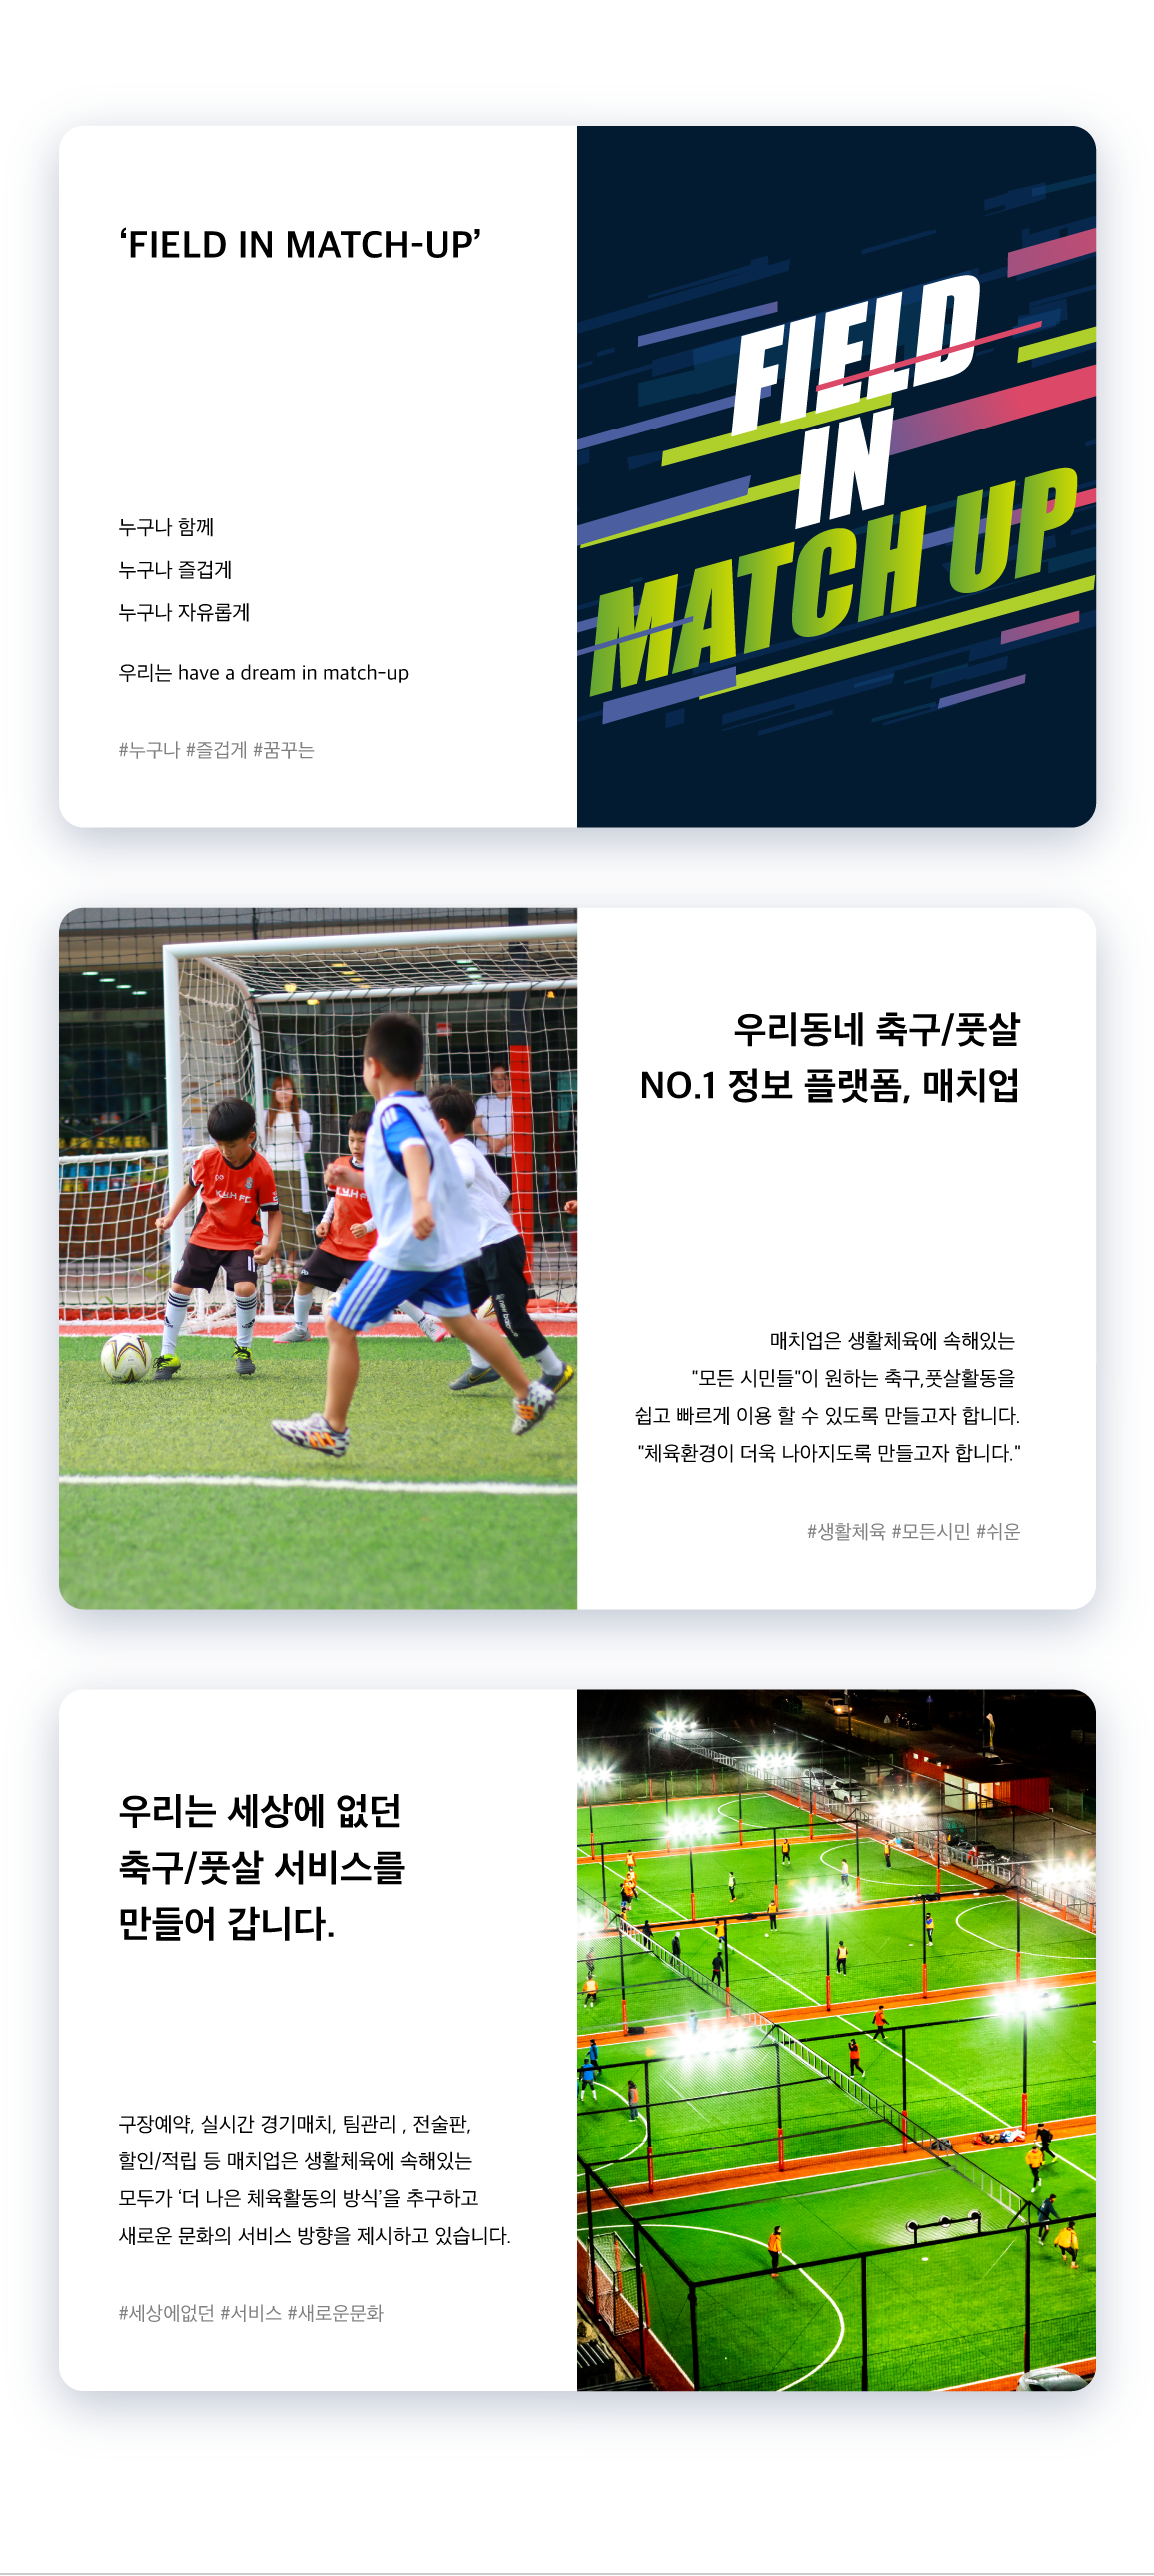 ‘FIELD IN MATCH-UP’
누구나 함께
누구나 즐겁게
누구나 자유롭게
우리는 have a dream in match-up
#누구나 #즐겁게 #꿈꾸는
FIELD
IN
MATCH UP
우리동네 축구/풋살
NO.1 정보 플랫폼, 매치업
매치업은 생활체육에 속해있는
"모든 시민들"이 원하는 축구,풋살활동을
쉽고 빠르게 이용 할 수 있도록 만들고자 합니다.
"체육환경이 더욱 나아지도록 만들고자 합니다."
#생활체육 #모든시민 #쉬운
우리는 세상에 없던
축구/풋살 서비스를
만들어 갑니다.
구장예약, 실시간 경기매치, 팀관리 , 전술판,
할인/적립 등 매치업은 생활체육에 속해있는
모두가 ‘더 나은 체육활동의 방식’을 추구하고
새로운 문화의 서비스 방향을 제시하고 있습니다.
#세상에없던 #서비스 #새로운문화